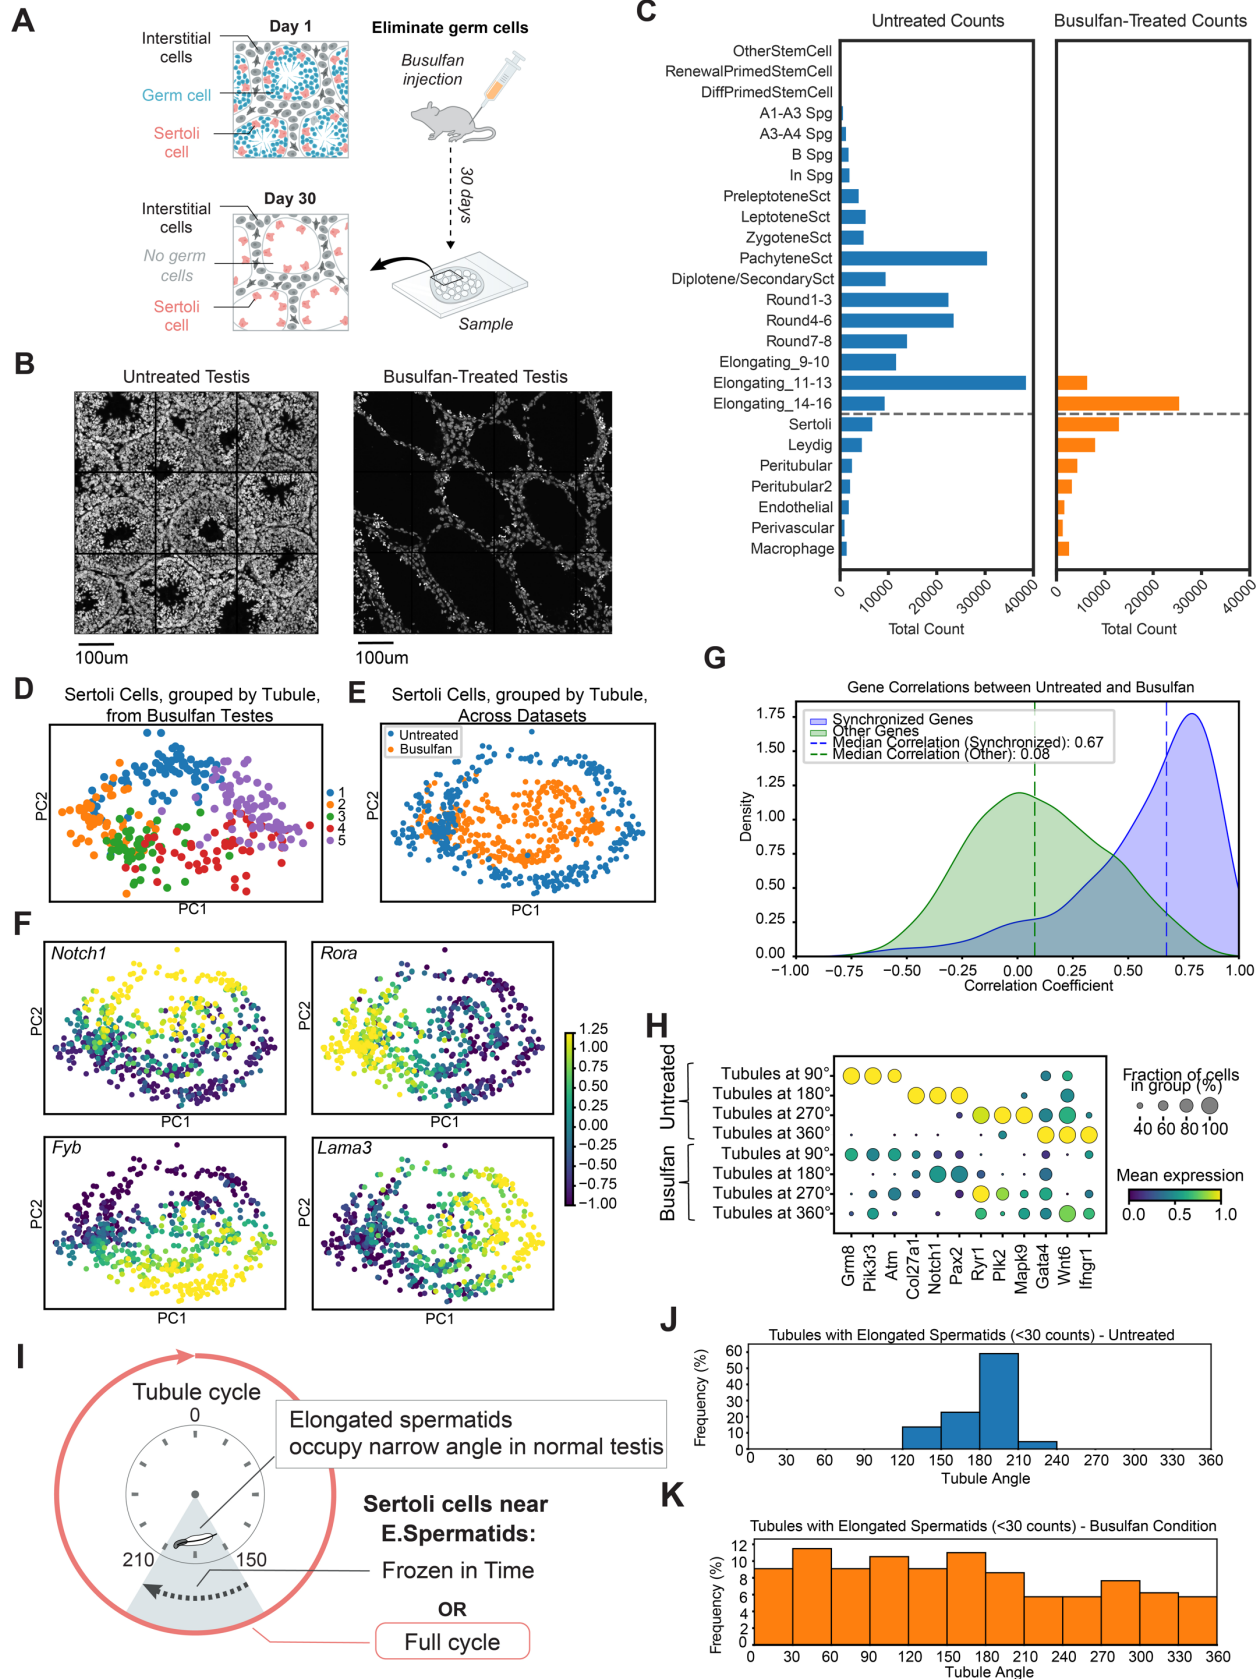 A
Day 1
Interstitial
cells
Germ cell
Sertoli
cell
Eliminate germ cells
Busulfan
injection
30 days
Day 30
Interstitial
cells
No germ
cells
Sertoli
cell
Sample
B
Untreated Testis
Busulfan-Treated Testis
100um
100um
C
Untreated Counts
Busulfan-Treated Counts
OtherStemCell
RenewalPrimedStemCell
DiffPrimedStemCell
A1-A3 Spg
A3-A4 Spg
B Spg
In Spg
PreleptoteneSct
LeptoteneSct
ZygoteneSct
PachyteneSct
Diplotene/SecondarySct
Round1-3
Round4-6
Round7-8
Elongating_9-10
Elongating_11-13
Elongating_14-16
Sertoli
Leydig
Peritubular
Peritubular2
Endothelial
Perivascular
Macrophage
0 10000 20000 30000 40000
Total Count
0 10000 20000 30000 40000
Total Count
D
Sertoli Cells, grouped by Tubule,
from Busulfan Testes
PC2
PC1
1
2
3
4
5
E
Sertoli Cells, grouped by Tubule,
Across Datasets
Untreated
Busulfan
PC2
PC1
F
Notch1
PC2
PC1
Rora
PC2
PC1
Fyb
PC2
PC1
Lama3
PC2
PC1
1.25
1.00
0.75
0.50
0.25
0.00
−0.25
−0.50
−0.75
−1.00
G
Gene Correlations between Untreated and Busulfan
Synchronized Genes
Other Genes
Median Correlation (Synchronized): 0.67
Median Correlation (Other): 0.08
Density
1.75
1.50
1.25
1.00
0.75
0.50
0.25
0.00
−1.00 −0.75 −0.50 −0.25 0.00 0.25 0.50 0.75 1.00
Correlation Coefficient
H
Untreated
Tubules at 90°
Tubules at 180°
Tubules at 270°
Tubules at 360°
Busulfan
Tubules at 90°
Tubules at 180°
Tubules at 270°
Tubules at 360°
Grm8
Pik3r3
Atm
Col27a1
Notch1
Pax2
Ryr1
Plk2
Mapk9
Gata4
Wnt6
Ifngr1
Fraction of cells
in group (%)
40 60 80 100
Mean expression
0.0 0.5 1.0
I
Tubule cycle
0
210
150
Elongated spermatids
occupy narrow angle in normal testis
Sertoli cells near
E.Spermatids:
Frozen in Time
OR
Full cycle
J
Tubules with Elongated Spermatids (<30 counts) - Untreated
Frequency (%)
60
50
40
30
20
10
0
0 30 60 90 120 150 180 210 240 270 300 330 360
Tubule Angle
K
Tubules with Elongated Spermatids (<30 counts) - Busulfan Condition
Frequency (%)
12
10
8
6
4
2
0
0 30 60 90 120 150 180 210 240 270 300 330 360
Tubule Angle